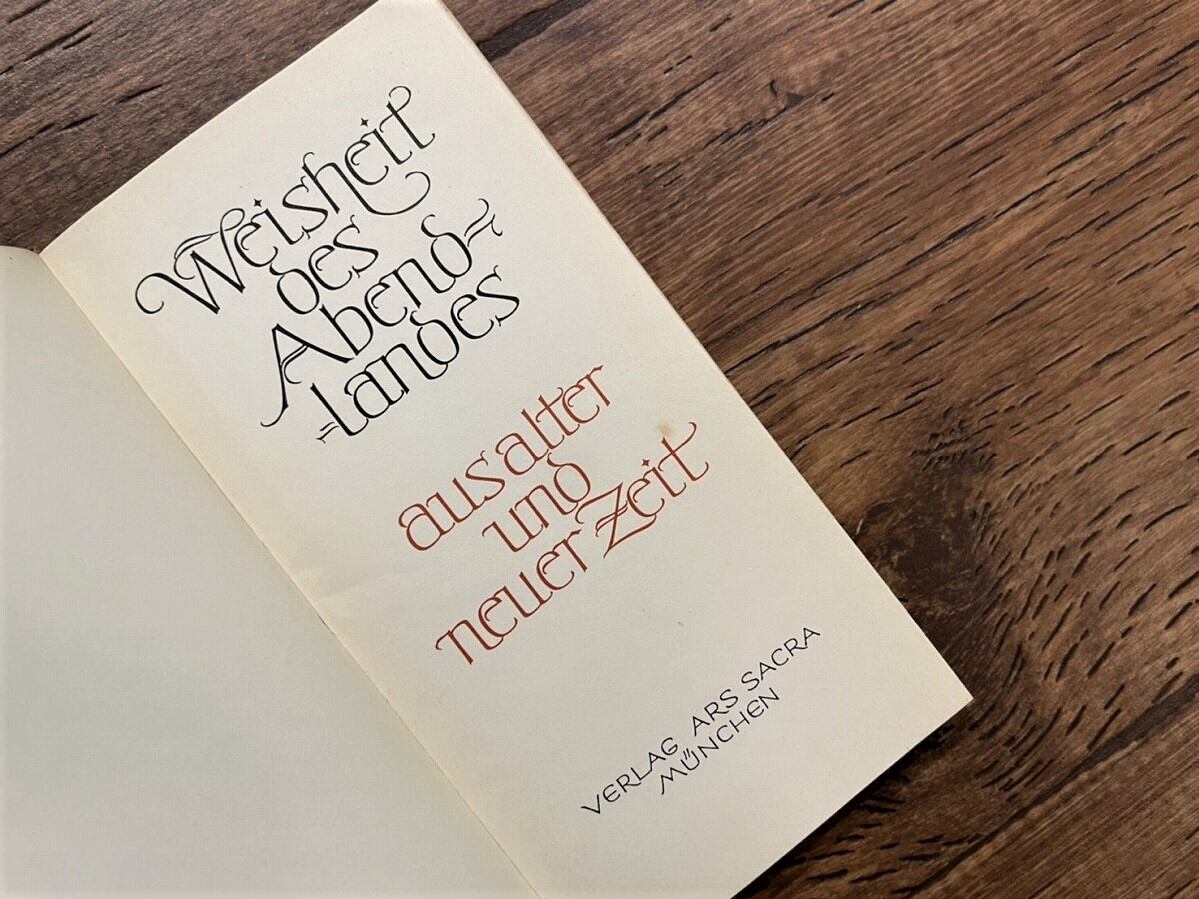 Weisheit
des
Abend-
-landes
aus alter
und
neuer Zeit
VERLAG ARS SACRA
MÜNCHEN